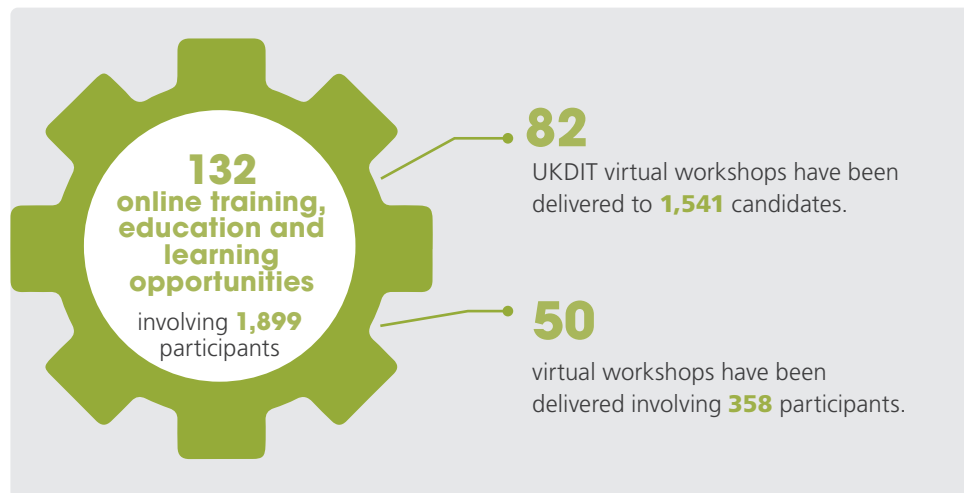 132
online training,
education and
learning
opportunities
involving 1,899
participants
82
UKDIT virtual workshops have been
delivered to 1,541 candidates.
50
virtual workshops have been
delivered involving 358 participants.